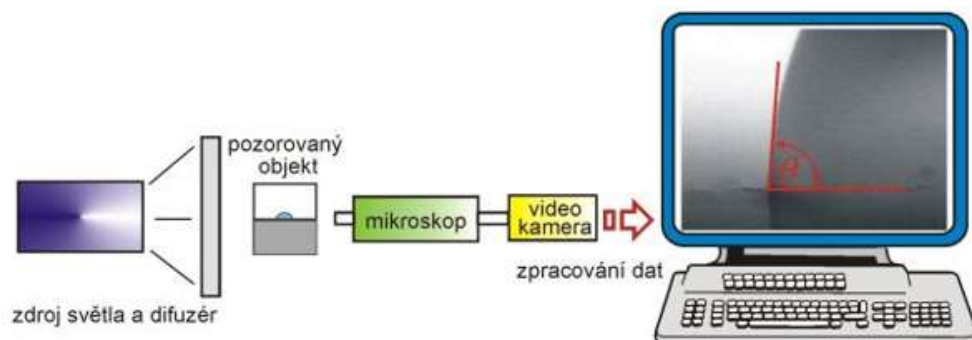 pozorovaný
objekt
mikroskop
video
kamera
zpracování dat
zdroj světla a difuzér